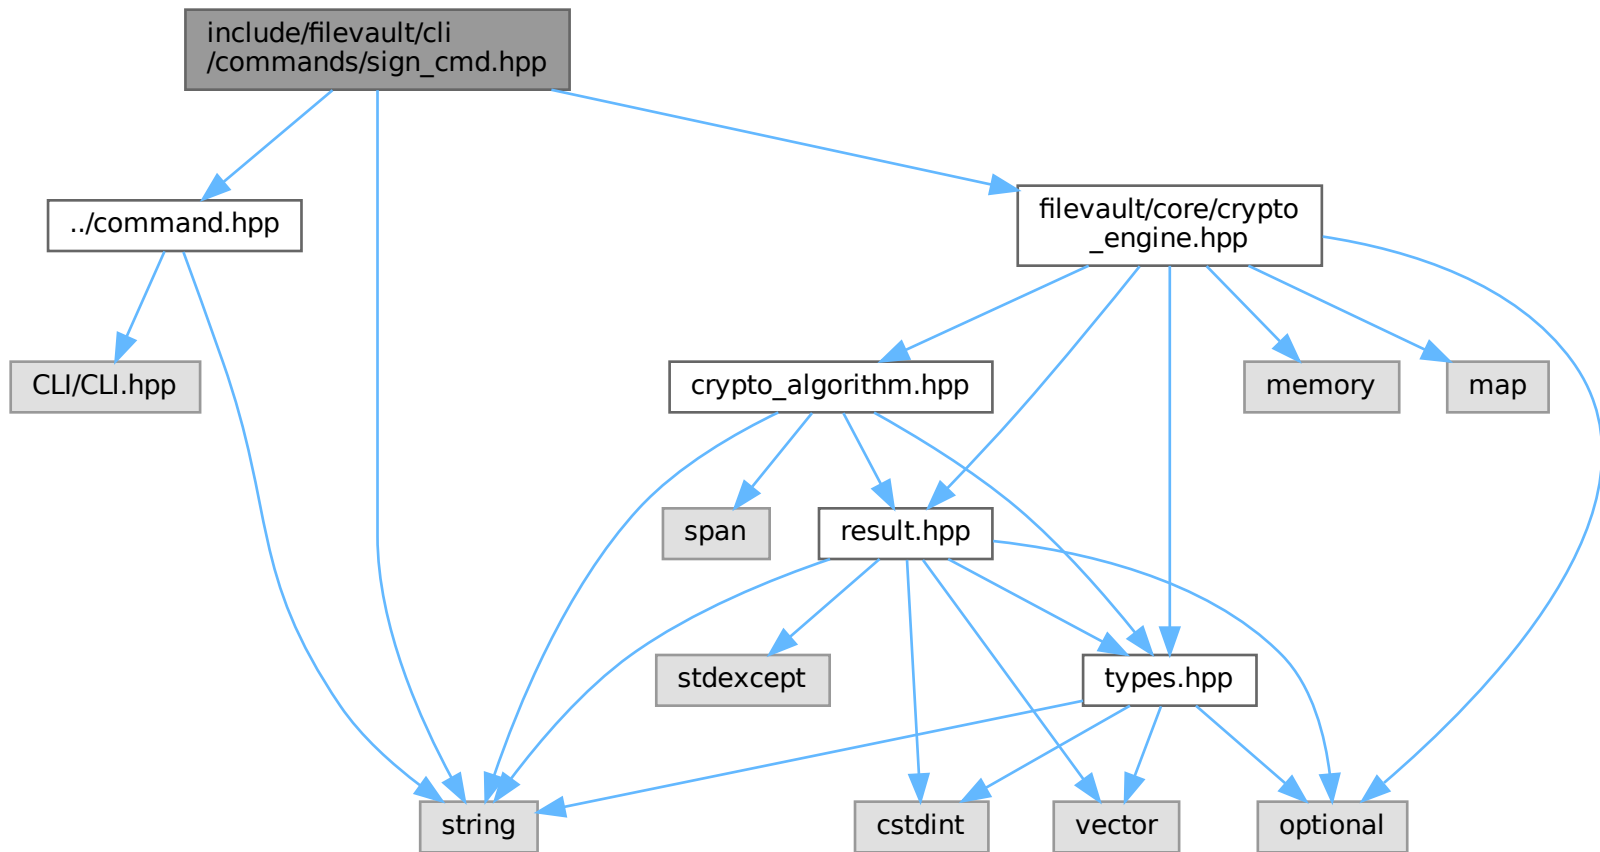 include/filevault/cli
/commands/sign_cmd.hpp
../command.hpp
filevault/core/crypto
_engine.hpp
CLI/CLI.hpp
crypto_algorithm.hpp
memory
map
span
result.hpp
stdexcept
types.hpp
string
cstdint
vector
optional